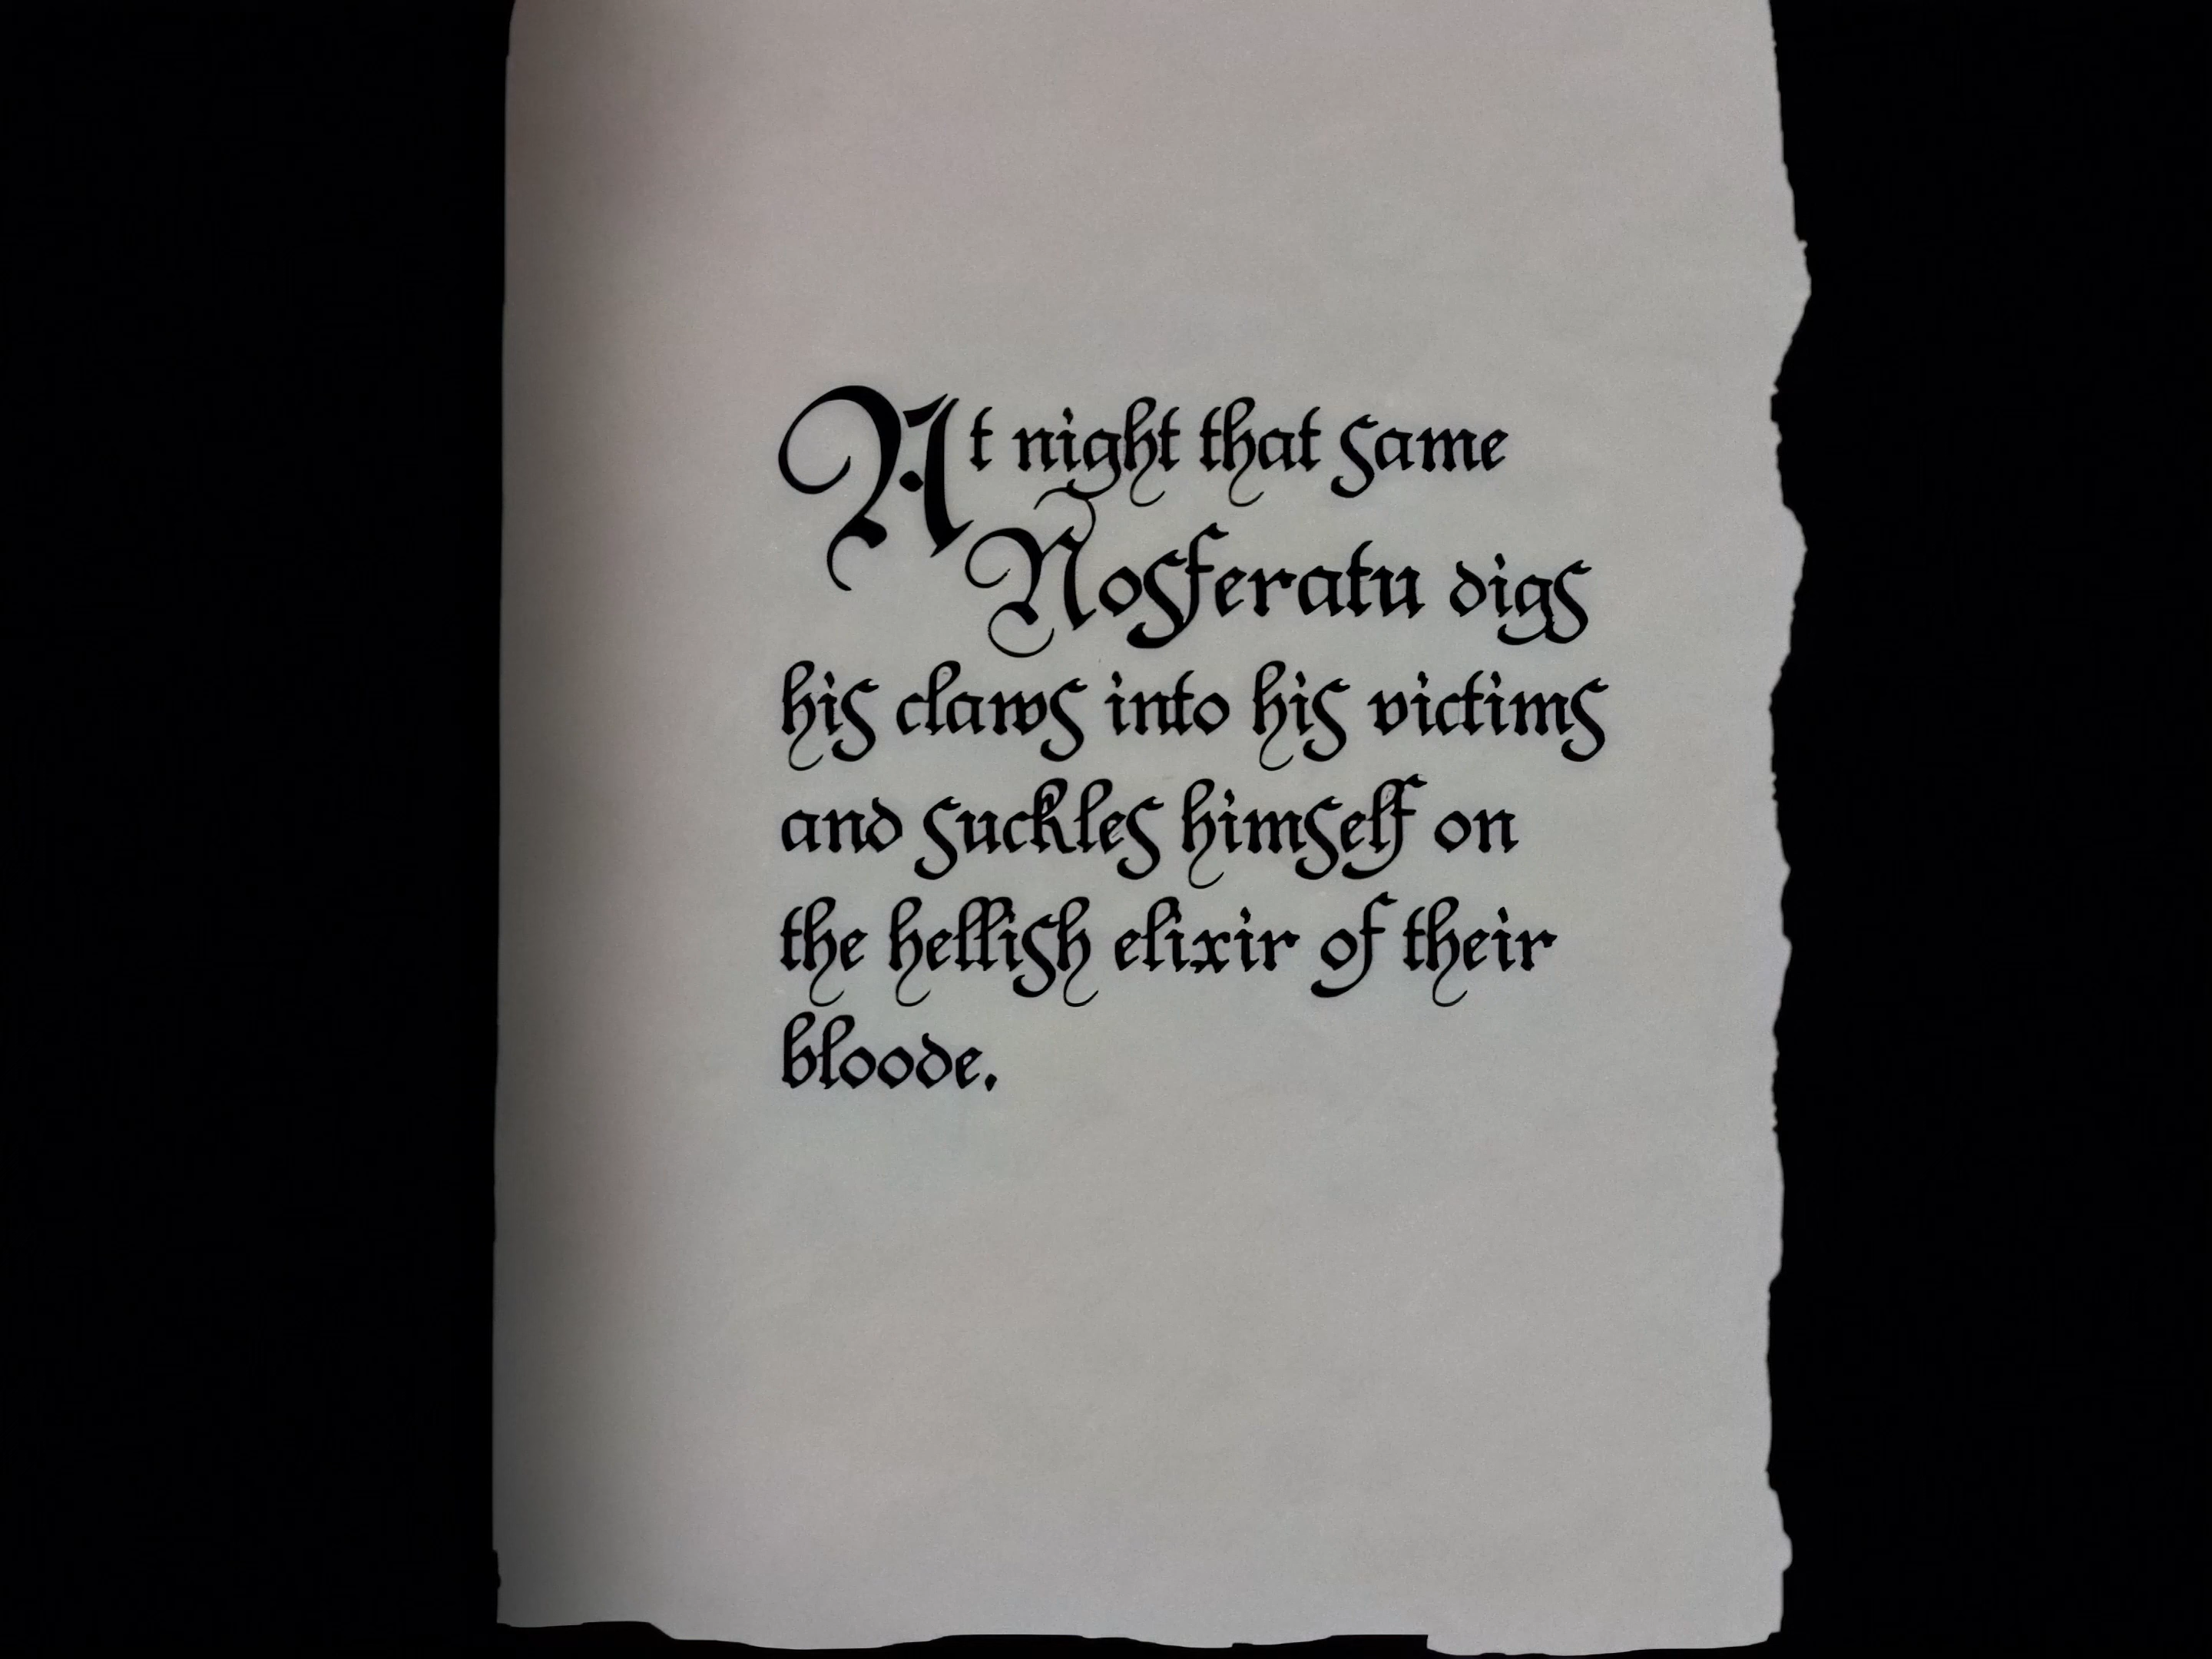 At night that same
Nosferatu digs
his claws into his victims
and suckles himself on
the hellish elixir of their
bloode.